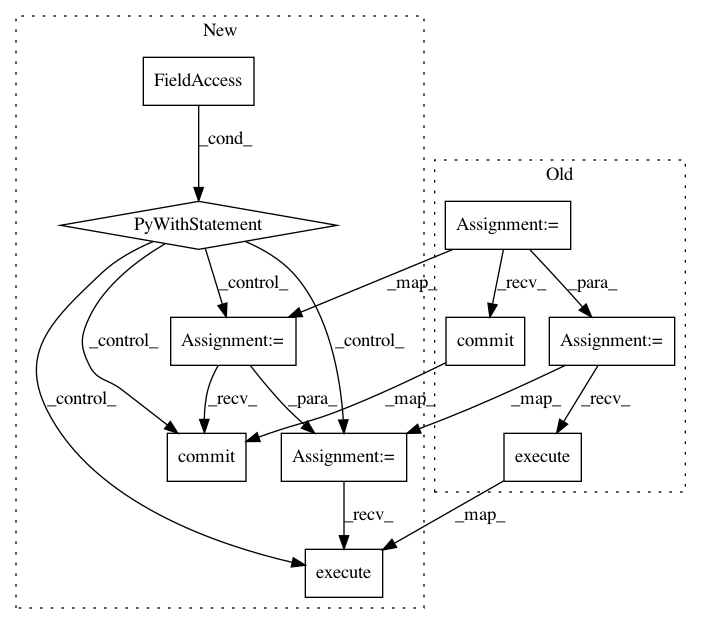 New
FieldAccess
_cond_
Old
PyWithStatement
Assignment:=
_control_
_map_
_recv_
_para_
_control_
Assignment:=
_control_
commit
Assignment:=
_control_
_recv_
_para_
_map_
_map_
_recv_
commit
Assignment:=
execute
_recv_
_map_
execute